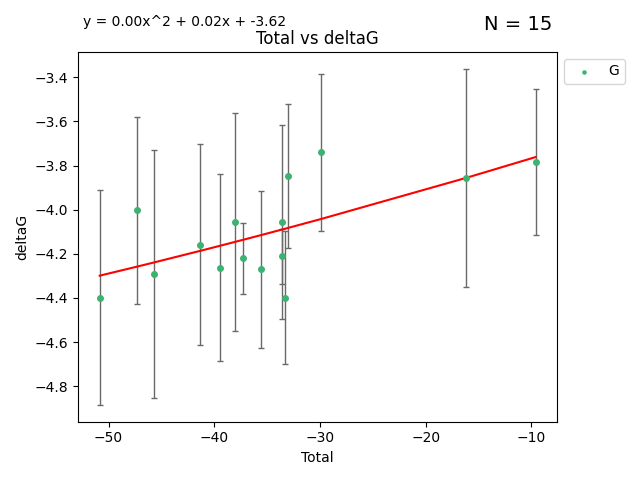 y = 0.00x^2 + 0.02x + -3.62
N = 15
Total vs deltaG
G
deltaG
−3.4
−3.6
−3.8
−4.0
−4.2
−4.4
−4.6
−4.8
−50
−40
−30
−20
−10
Total